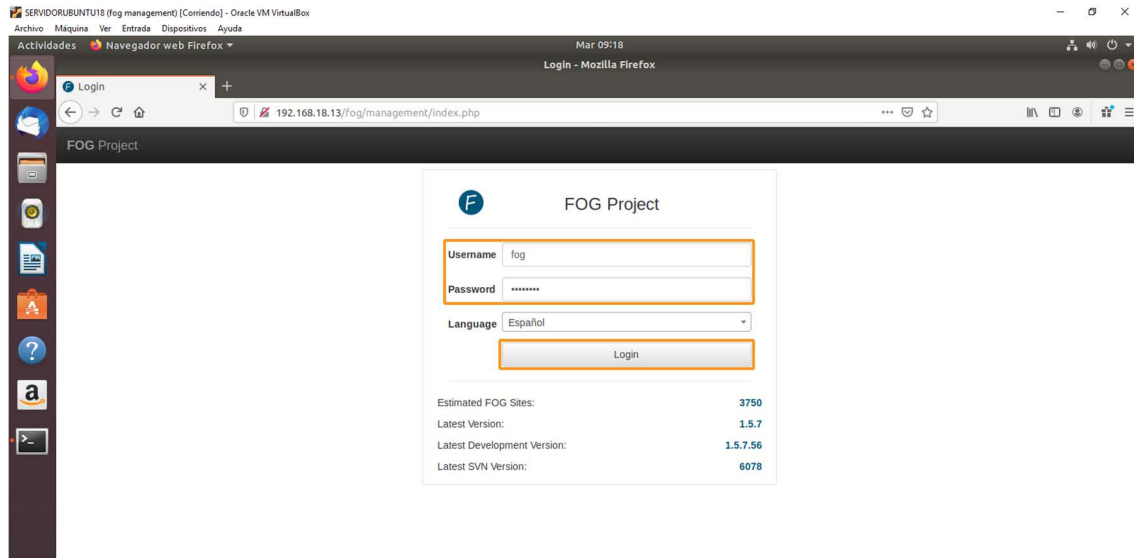 SERVIDORUBUNTU18 (fog management) [Corriendo] - Oracle VM VirtualBox
Archivo Máquina Ver Entrada Dispositivos Ayuda
Actividades Navegador web Firefox Mar 09:18
Login - Mozilla Firefox
Login
192.168.18.13/fog/management/index.php
FOG Project
F FOG Project
Username fog
Password ••••••••
Language Español
Login
Estimated FOG Sites: 3750
Latest Version: 1.5.7
Latest Development Version: 1.5.7.56
Latest SVN Version: 6078